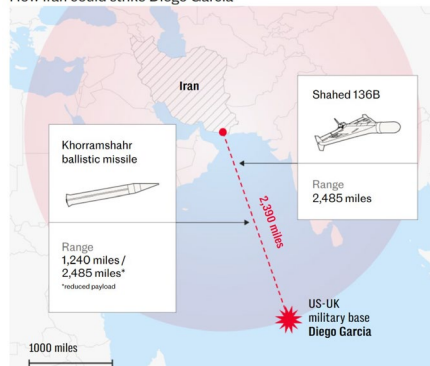 How Iran could strike Diego Garcia
Iran
Shahed 136B
Range
2,485 miles
Khorramshahr
ballistic missile
Range
1,240 miles /
2,485 miles*
*reduced payload
2,390 miles
US-UK
military base
Diego Garcia
1000 miles